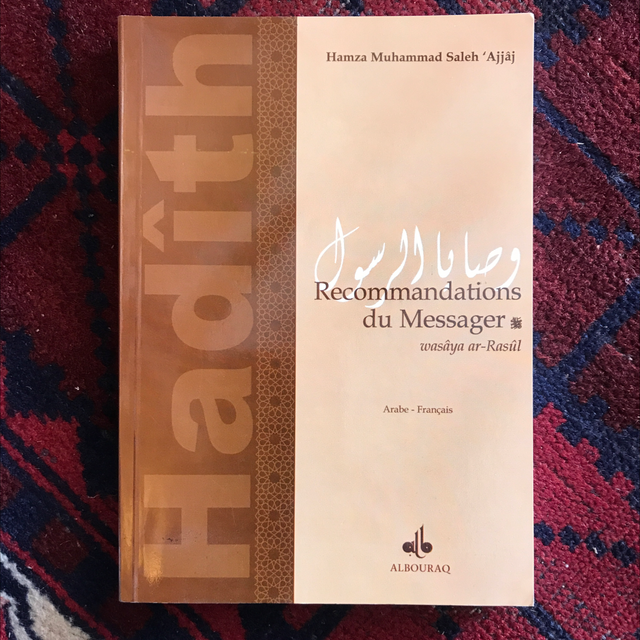 Hadîth
Hamza Muhammad Saleh ‘Ajjâj
وصايا الرسول
Recommandations
du Messager ﷺ
wasâya ar-Rasûl
Arabe - Français
ALBOURAQ